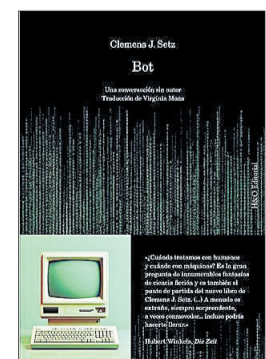 Clemens J. Setz
Bot
Una conversación sin autor
Traducción de Virginia Maza
H&O Editorial
«¿Cuándo tratamos con humanos
y cuándo con máquinas? Es la gran
pregunta de innumerables fantasías
de ciencia ficción y es también el
punto de partida del nuevo libro de
Clemens J. Setz. (...) A menudo es
extraño, siempre sorprendente,
a veces conmovedor... incluso podría
hacerte llorar.»
Hubert Winkels, Die Zeit